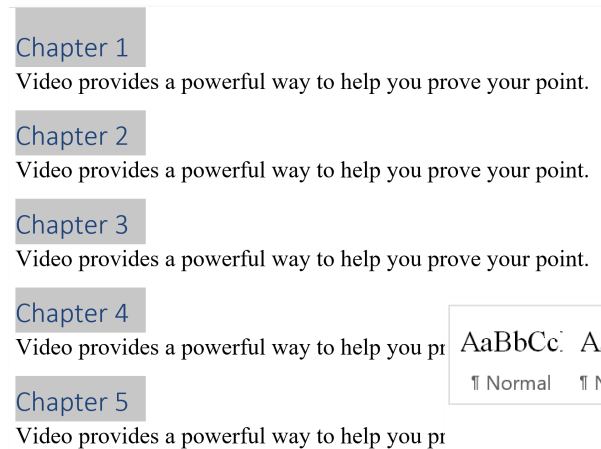 Chapter 1
Video provides a powerful way to help you prove your point.
Chapter 2
Video provides a powerful way to help you prove your point.
Chapter 3
Video provides a powerful way to help you prove your point.
Chapter 4
Video provides a powerful way to help you
Chapter 5
Video provides a powerful way to help you
AaBbCc
¶ Normal